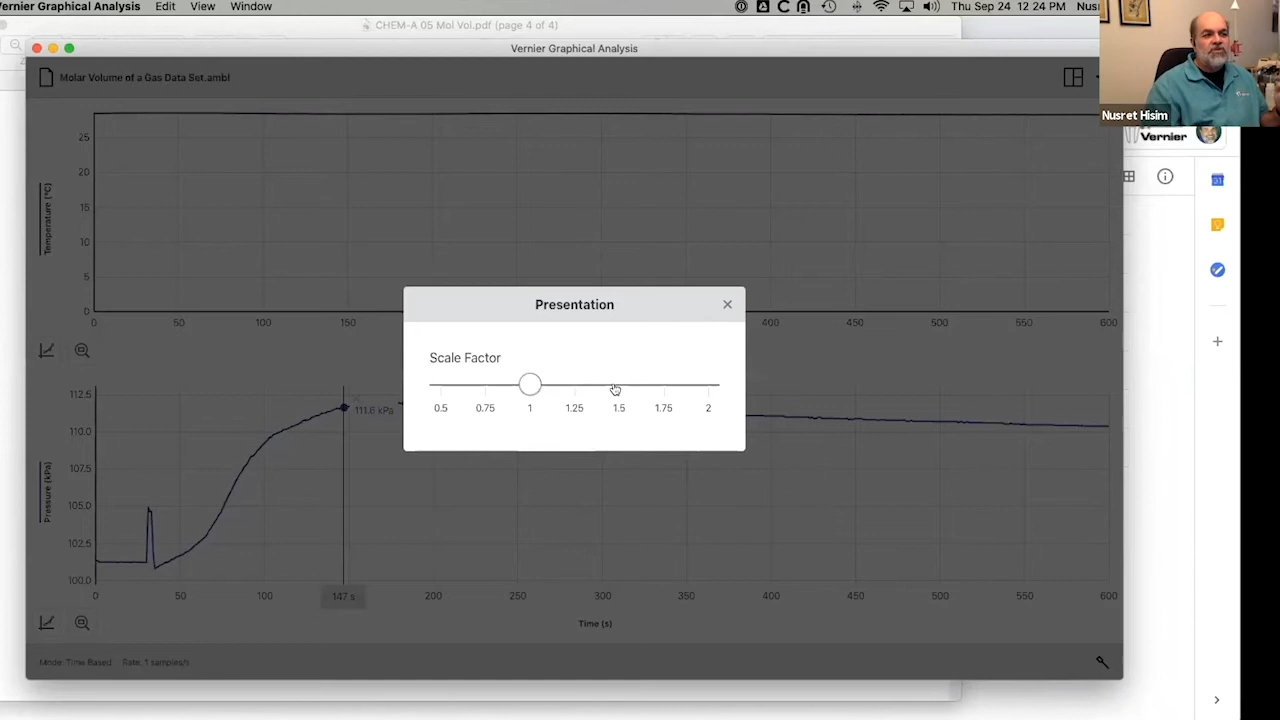 Vernier Graphical Analysis Edit View Window
Thu Sep 24 12:24 PM Nus
CHEM-A 05 Mol Vol.pdf (page 4 of 4)
Vernier Graphical Analysis
Molar Volume of a Gas Data Set.ambl
Nusret Hisim
Vernier
Temperature (°C)
25
20
15
10
5
0
0 50 100 150 400 450 500 550 600
Presentation
Scale Factor
0.5 0.75 1 1.25 1.5 1.75 2
Pressure (kPa)
112.5
110.0
107.5
105.0
102.5
100.0
111.6 kPa
0 50 100 147 s 200 250 300 350 400 450 500 550 600
Time (s)
Mode: Time Based Rate: 1 samples/s
31